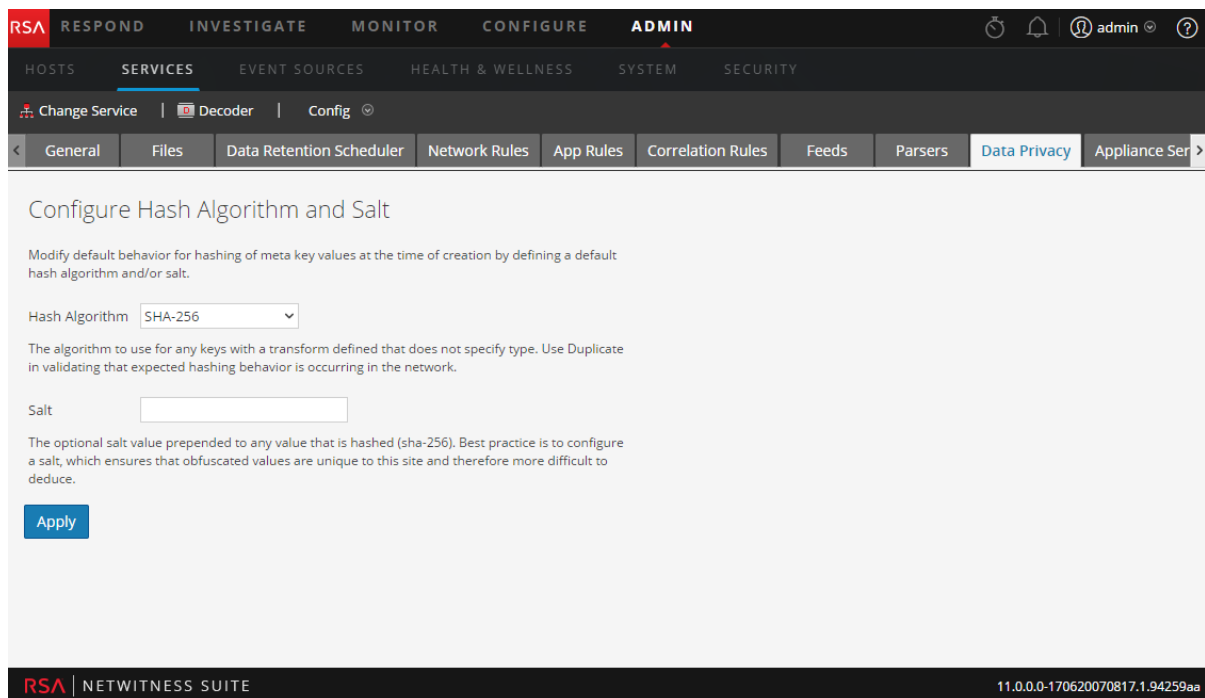 RSA RESPOND INVESTIGATE MONITOR CONFIGURE ADMIN admin ?
HOSTS SERVICES EVENT SOURCES HEALTH & WELLNESS SYSTEM SECURITY
Change Service | D Decoder | Config
< General Files Data Retention Scheduler Network Rules App Rules Correlation Rules Feeds Parsers Data Privacy Appliance Ser >
Configure Hash Algorithm and Salt
Modify default behavior for hashing of meta key values at the time of creation by defining a default
hash algorithm and/or salt.
Hash Algorithm SHA-256
The algorithm to use for any keys with a transform defined that does not specify type. Use Duplicate
in validating that expected hashing behavior is occurring in the network.
Salt
The optional salt value prepended to any value that is hashed (sha-256). Best practice is to configure
a salt, which ensures that obfuscated values are unique to this site and therefore more difficult to
deduce.
Apply
RSA | NETWITNESS SUITE 11.0.0.0-170620070817.1.94259aa